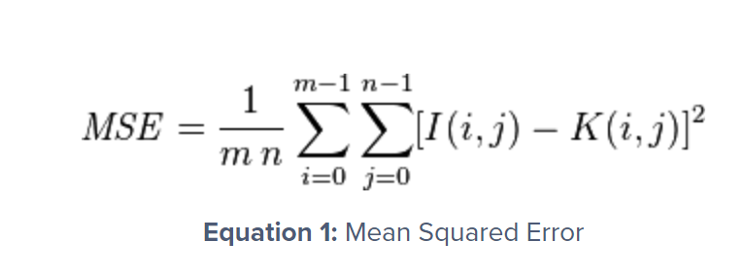 MSE = \frac{1}{m n} \sum_{i=0}^{m-1} \sum_{j=0}^{n-1} [I(i,j) − K(i,j)]^2
Equation 1: Mean Squared Error